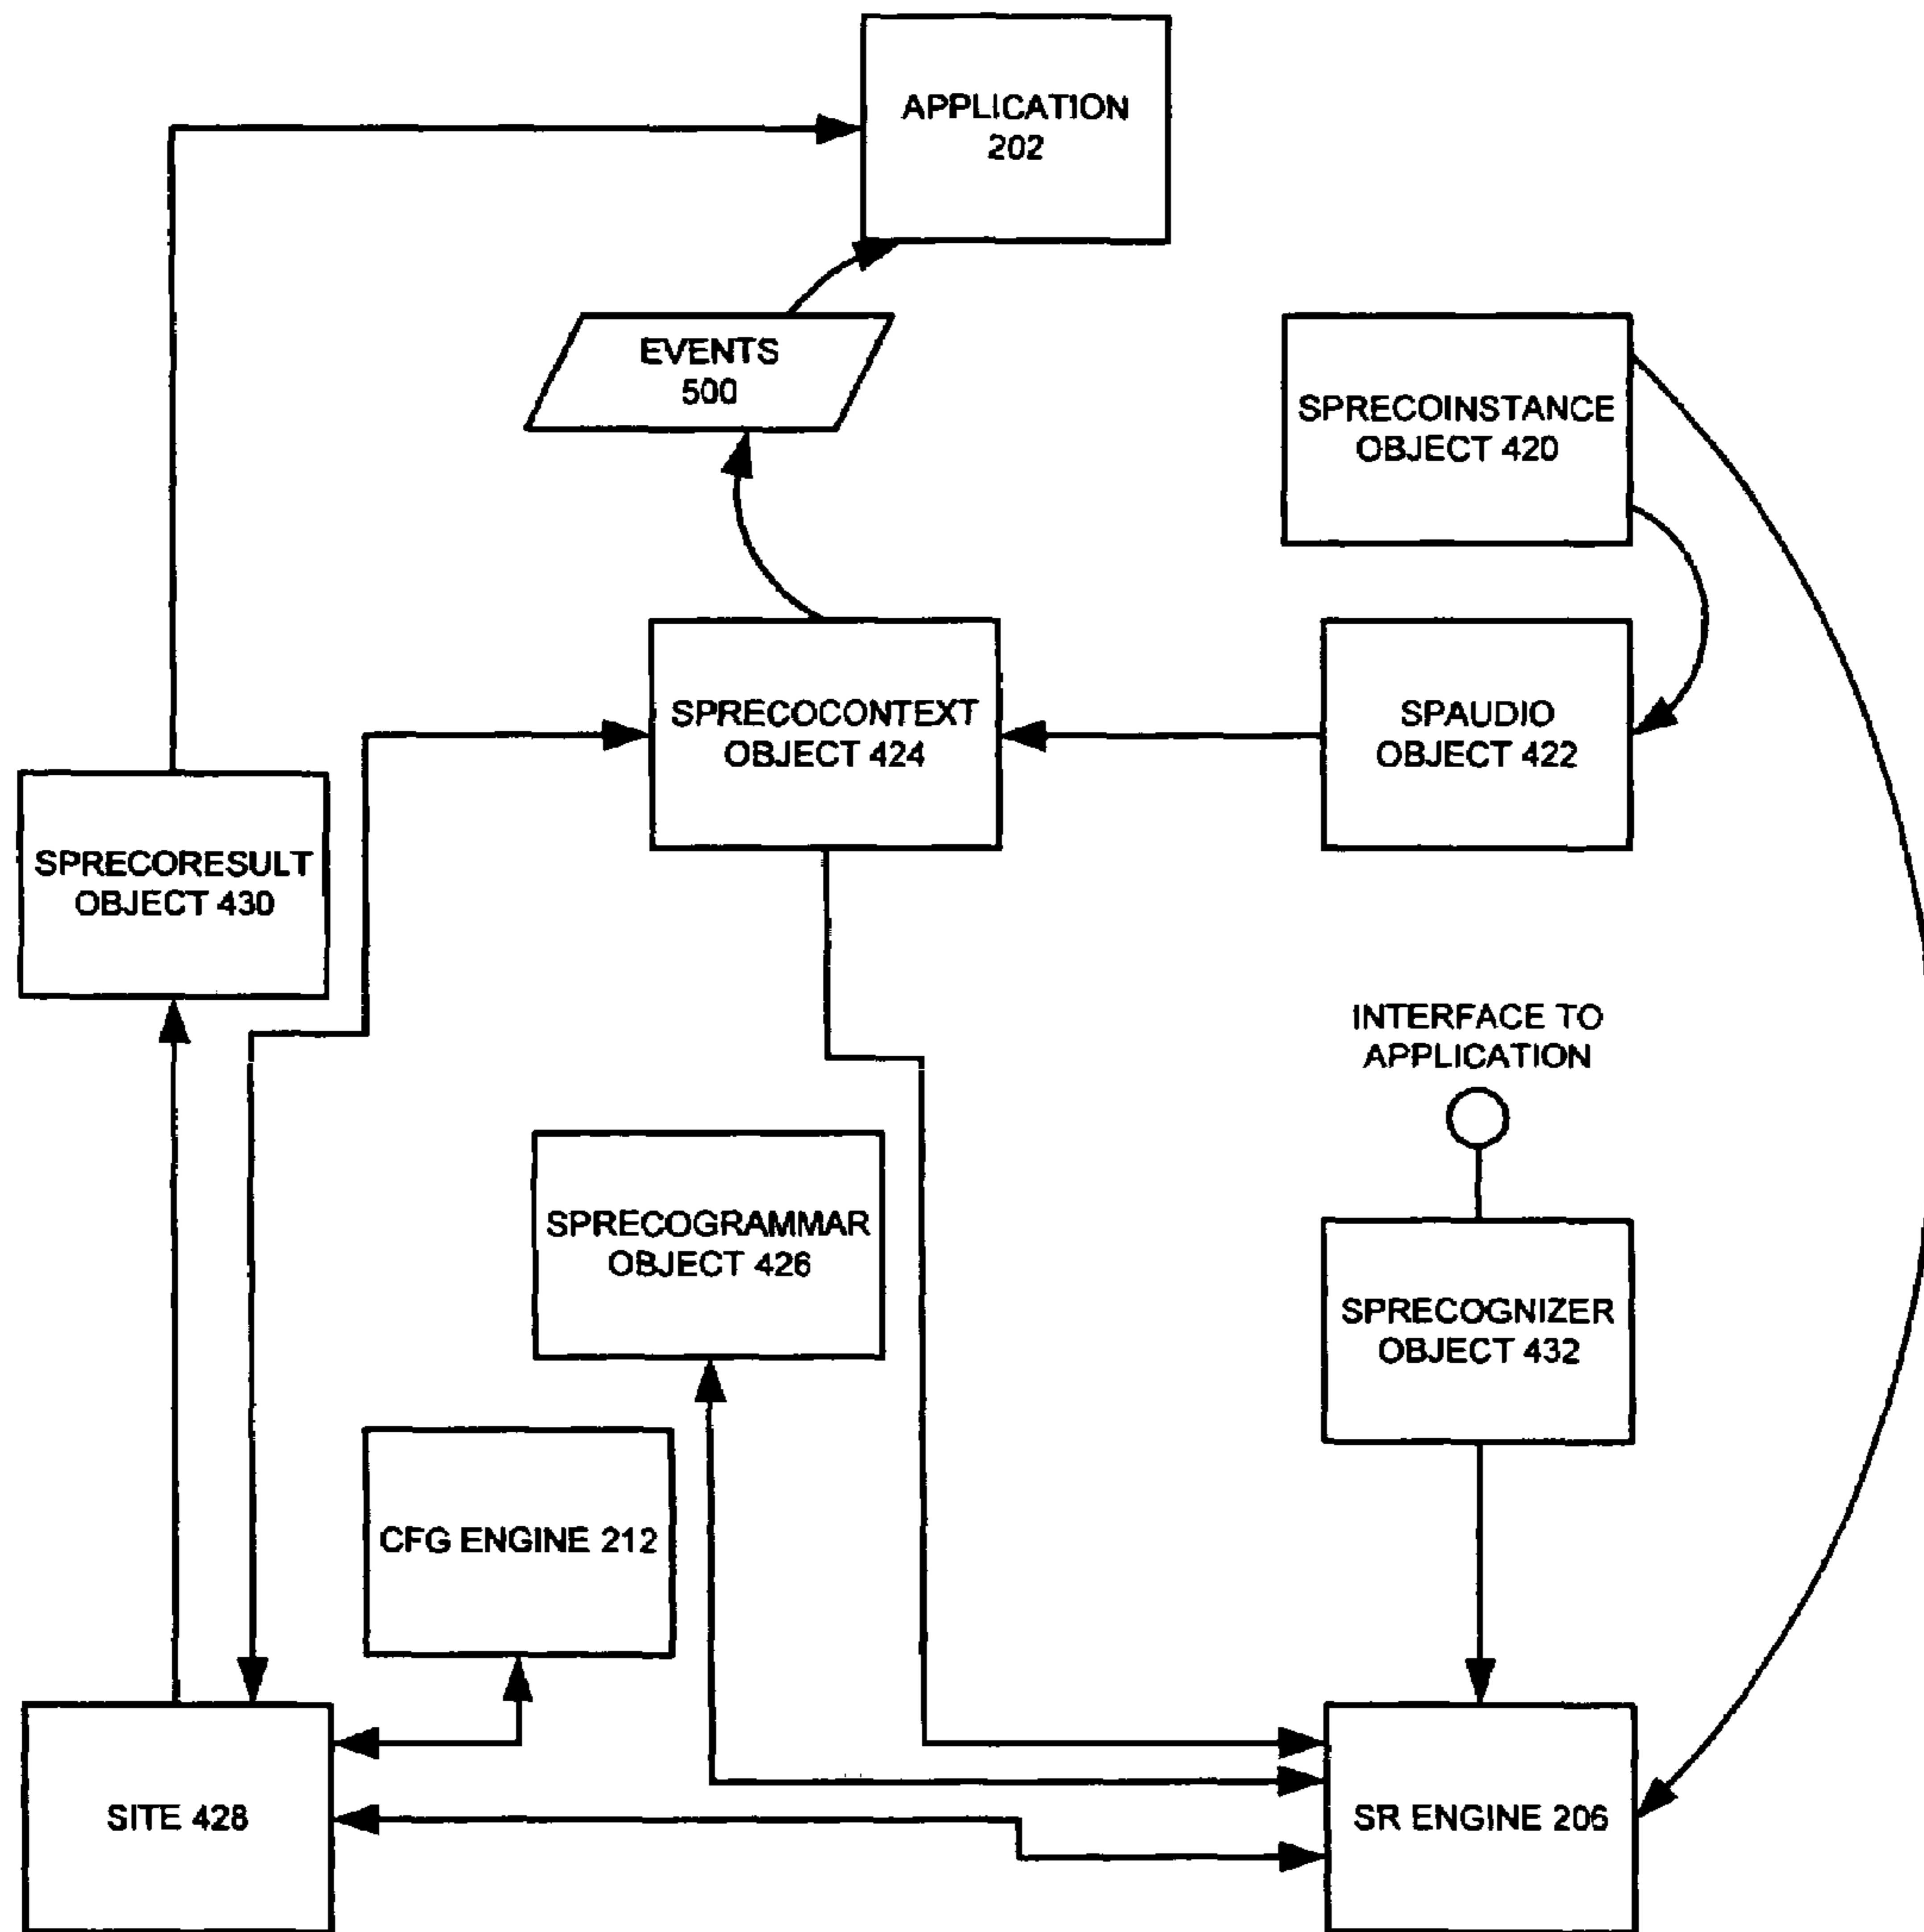 APPLICATION
202
EVENTS
500
SPRECOINSTANCE
OBJECT 420
SPRECOCONTEXT
OBJECT 424
SPAUDIO
OBJECT 422
SPRECORESULT
OBJECT 430
INTERFACE TO
APPLICATION
SPRECOGRAMMAR
OBJECT 426
SPRECOGNIZER
OBJECT 432
CFG ENGINE 212
SITE 428
SR ENGINE 206